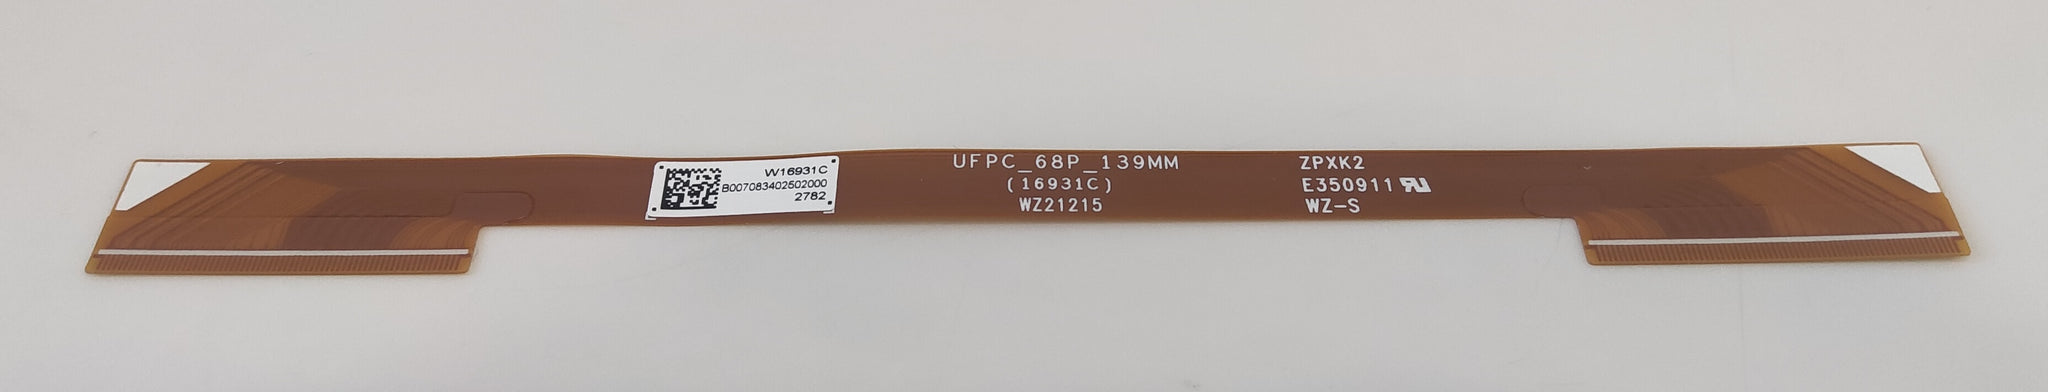 W16931C
B007083402502000
2782
UFPC_68P_139MM
(16931C)
WZ21215
ZPXK2
E350911
WZ-S